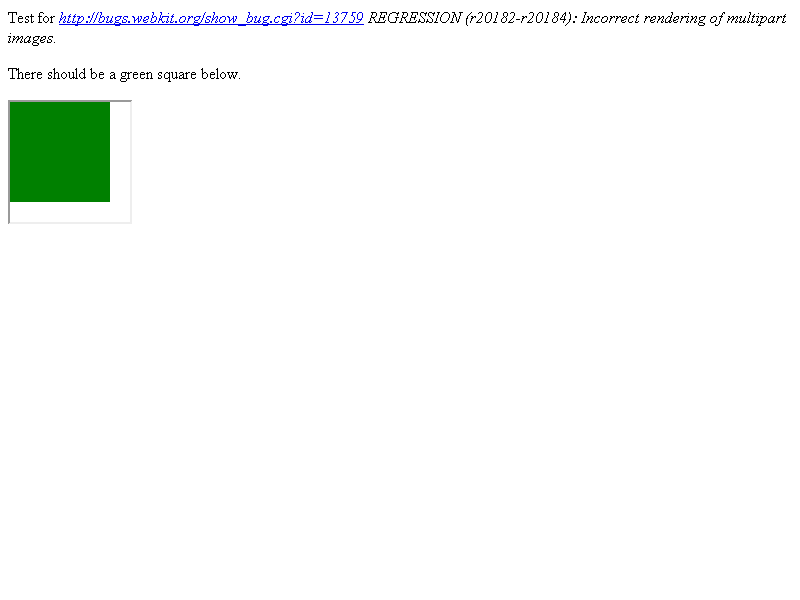 Test for http://bugs.webkit.org/show_bug.cgi?id=13759 REGRESSION (r20182-r20184): Incorrect rendering of multipart
images.
There should be a green square below.